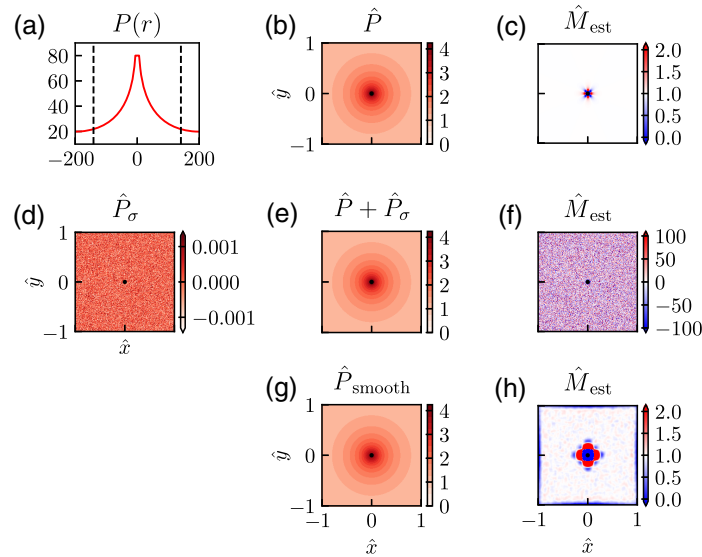 (a) P(r)
80
60
40
20
−200 0 200
(b) P̂
1
ŷ 0
−1
4
3
2
1
0
(c) M̂est
2.0
1.5
1.0
0.5
0.0
(d) P̂σ
1
ŷ 0
−1
x̂
0.001
0.000
−0.001
(e) P̂ + P̂σ
4
3
2
1
0
(f) M̂est
100
50
0
−50
−100
(g) P̂smooth
1
ŷ 0
−1
−1 0 1
x̂
4
3
2
1
0
(h) M̂est
2.0
1.5
1.0
0.5
0.0
−1 0 1
x̂